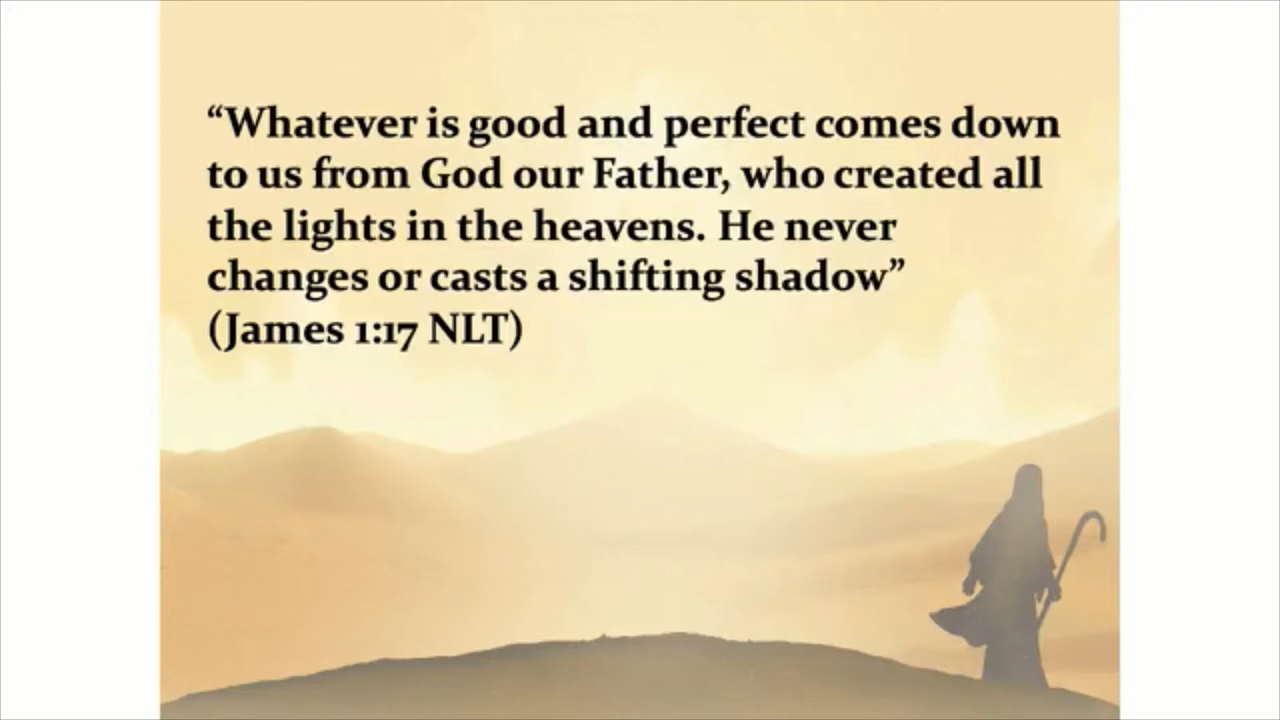 “Whatever is good and perfect comes down
to us from God our Father, who created all
the lights in the heavens. He never
changes or casts a shifting shadow”
(James 1:17 NLT)